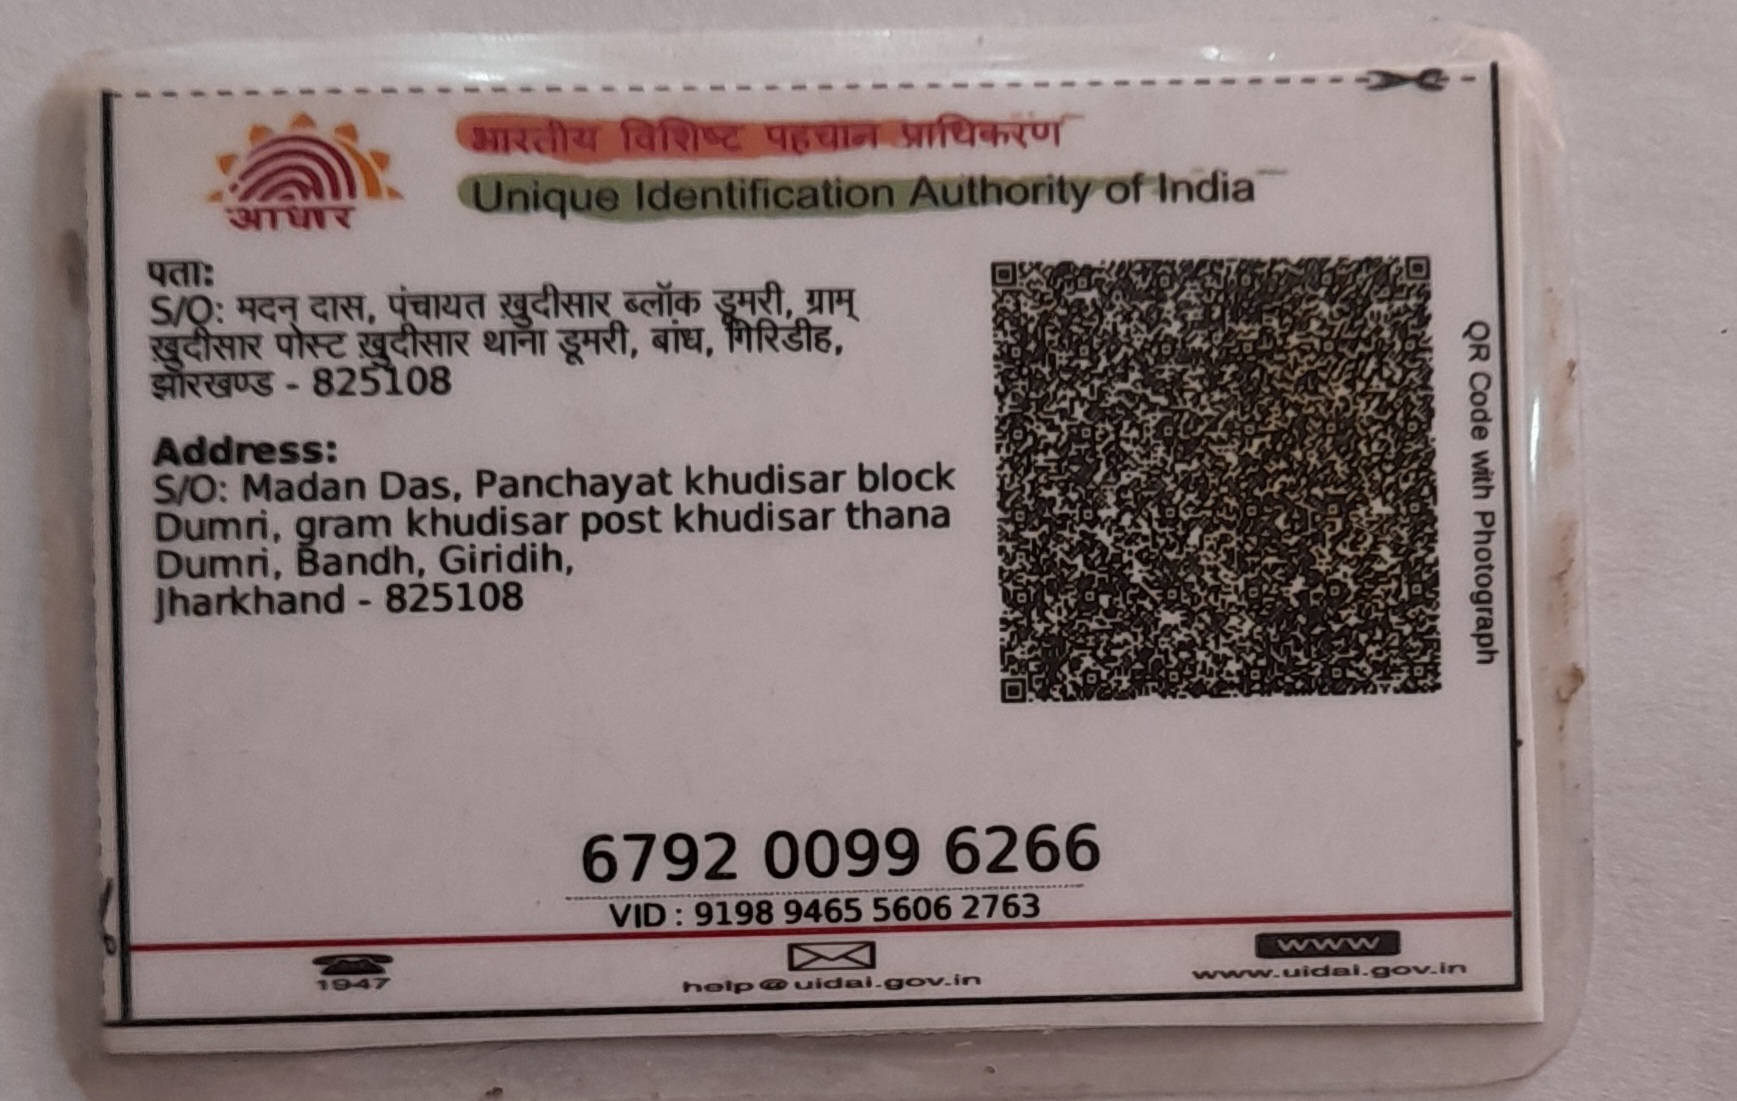 भारतीय विशिष्ट पहचान प्राधिकरण
Unique Identification Authority of India
आधार
पता:
S/O: मदन दास, पंचायत ख़ुदीसार ब्लॉक डूमरी, ग्राम्
ख़ुदीसार पोस्ट ख़ुदीसार थाना डूमरी, बांध, गिरिडीह,
झारखण्ड - 825108
Address:
S/O: Madan Das, Panchayat khudisar block
Dumri, gram khudisar post khudisar thana
Dumri, Bandh, Giridih,
Jharkhand - 825108
QR Code with Photograph
6792 0099 6266
VID : 9198 9465 5606 2763
1947
help@uidai.gov.in
www
www.uidai.gov.in